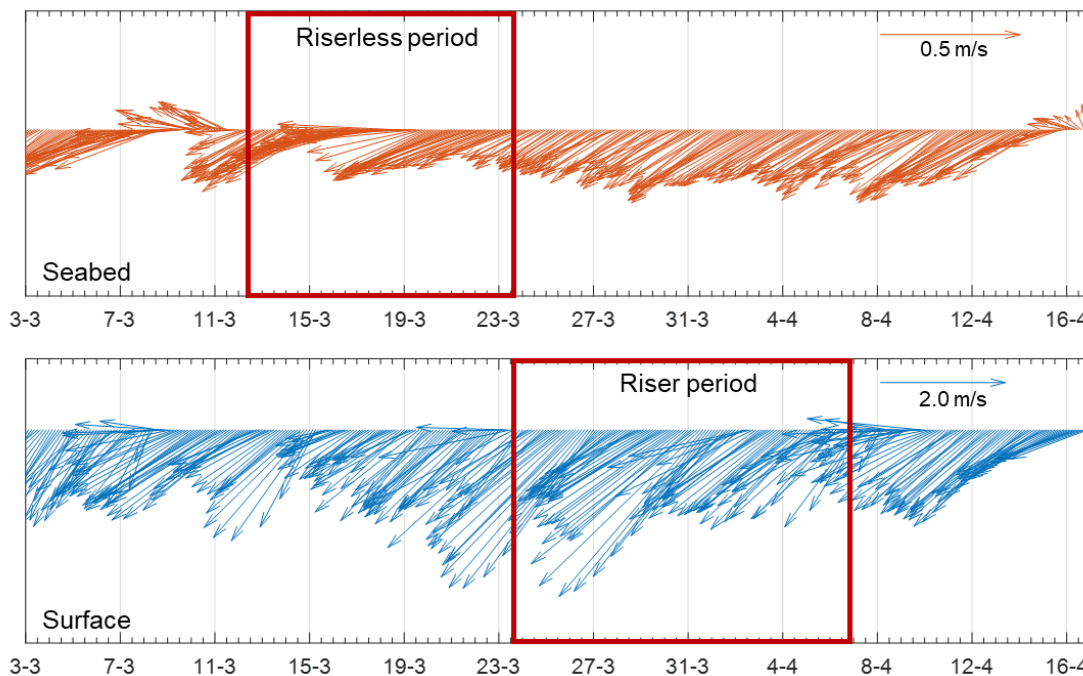 Riserless period
0.5 m/s
Seabed
3-3 7-3 11-3 15-3 19-3 23-3 27-3 31-3 4-4 8-4 12-4 16-4
Riser period
2.0 m/s
Surface
3-3 7-3 11-3 15-3 19-3 23-3 27-3 31-3 4-4 8-4 12-4 16-4